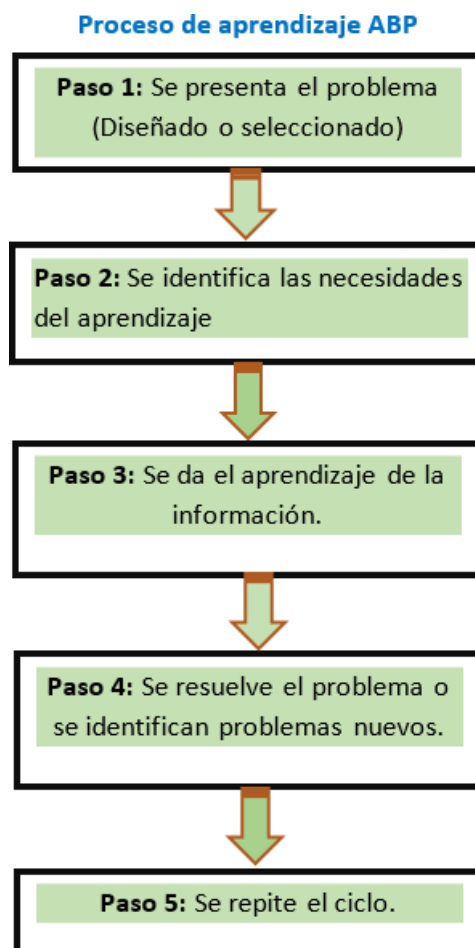 Proceso de aprendizaje ABP
Paso 1: Se presenta el problema
(Diseñado o seleccionado)
Paso 2: Se identifica las necesidades
del aprendizaje
Paso 3: Se da el aprendizaje de la
información.
Paso 4: Se resuelve el problema o
se identifican problemas nuevos.
Paso 5: Se repite el ciclo.